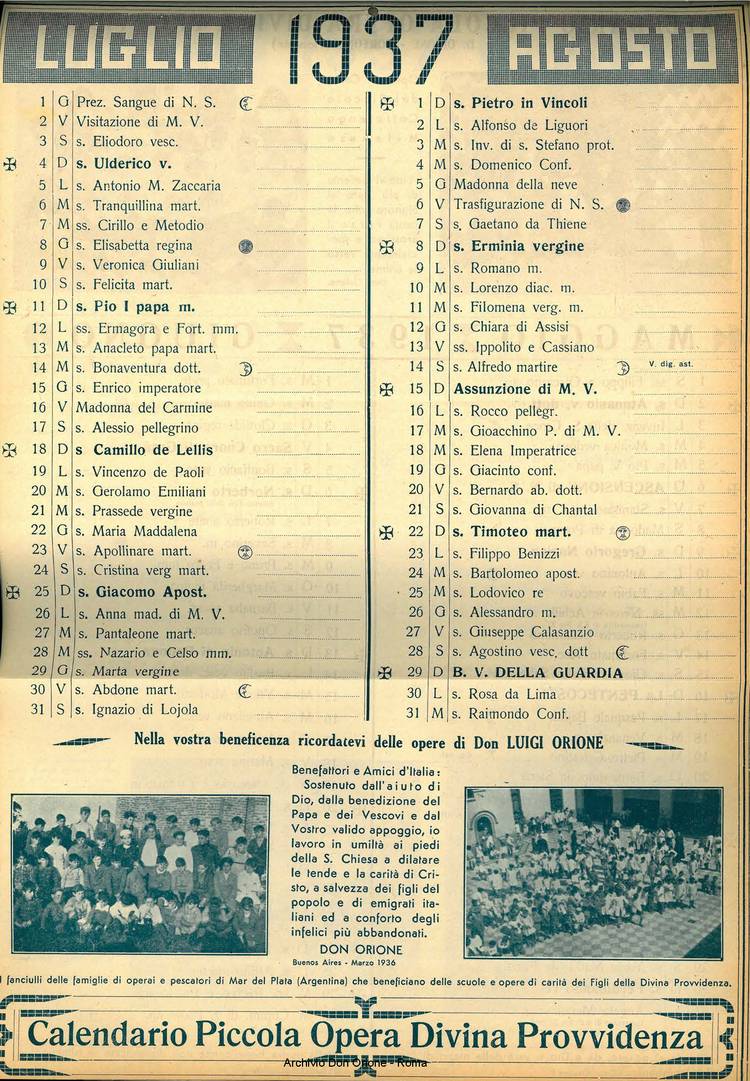 LUGLIO
1937
AGOSTO
1 G Prez. Sangue di N. S.
2 V Visitazione di M. V.
3 S s. Eliodoro vesc.
4 D s. Ulderico v.
5 L s. Antonio M. Zaccaria
6 M s. Tranquillina mart.
7 M ss. Cirillo e Metodio
8 G s. Elisabetta regina
9 V s. Veronica Giuliani
10 S s. Felicita mart.
11 D s. Pio I papa m.
12 L ss. Ermagora e Fort. mm.
13 M s. Anacleto papa mart.
14 M s. Bonaventura dott.
15 G s. Enrico imperatore
16 V Madonna del Carmine
17 S s. Alessio pellegrino
18 D s Camillo de Lellis
19 L s. Vincenzo de Paoli
20 M s. Gerolamo Emiliani
21 M s. Prassede vergine
22 G s. Maria Maddalena
23 V s. Apollinare mart.
24 S s. Cristina verg mart.
25 D s. Giacomo Apost.
26 L s. Anna mad. di M. V.
27 M s. Pantaleone mart.
28 M ss. Nazario e Celso mm.
29 G s. Marta vergine
30 V s. Abdone mart.
31 S s. Ignazio di Lojola
1 D s. Pietro in Vincoli
2 L s. Alfonso de Liguori
3 M s. Inv. di s. Stefano prot.
4 M s. Domenico Conf.
5 G Madonna della neve
6 V Trasfigurazione di N. S.
7 S s. Gaetano da Thiene
8 D s. Erminia vergine
9 L s. Romano m.
10 M s. Lorenzo diac. m.
11 M s. Filomena verg. m.
12 G s. Chiara di Assisi
13 V ss. Ippolito e Cassiano
14 S s. Alfredo martire V. dig. ast.
15 D Assunzione di M. V.
16 L s. Rocco pellegr.
17 M s. Gioacchino P. di M. V.
18 M s. Elena Imperatrice
19 G s. Giacinto conf.
20 V s. Bernardo ab. dott.
21 S s. Giovanna di Chantal
22 D s. Timoteo mart.
23 L s. Filippo Benizzi
24 M s. Bartolomeo apost.
25 M s. Lodovico re
26 G s. Alessandro m.
27 V s. Giuseppe Calasanzio
28 S s. Agostino vesc. dott
29 D B. V. DELLA GUARDIA
30 L s. Rosa da Lima
31 M s. Raimondo Conf.
Nella vostra beneficenza ricordatevi delle opere di Don LUIGI ORIONE
Benefattori e Amici d'Italia:
Sostenuto dall'aiuto di
Dio, dalla benedizione del
Papa e dei Vescovi e dal
Vostro valido appoggio, io
lavoro in umiltà ai piedi
della S. Chiesa a dilatare
le tende e la carità di Cri-
sto, a salvezza dei figli del
popolo e di emigrati ita-
liani ed a conforto degli
infelici più abbandonati.
DON ORIONE
Buenos Aires - Marzo 1936
I fanciulli delle famiglie di operai e pescatori di Mar del Plata (Argentina) che beneficiano delle scuole e opere di carità dei Figli della Divina Provvidenza.
Calendario Piccola Opera Divina Provvidenza
Archivio Don Orione - Roma